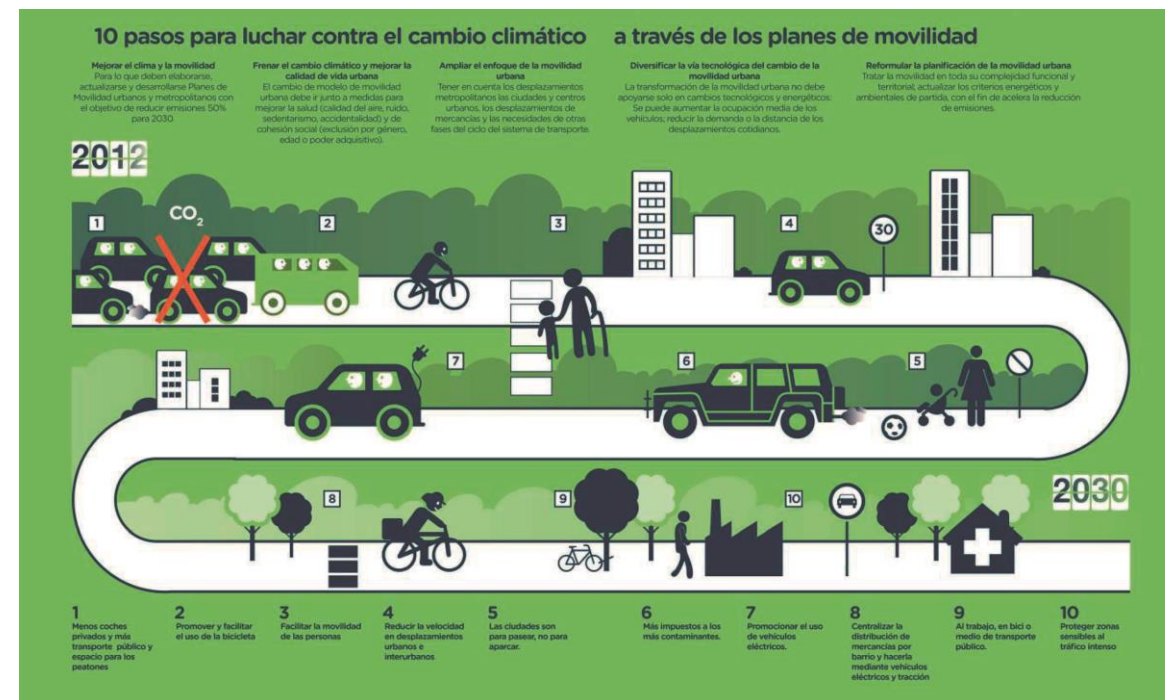 10 pasos para luchar contra el cambio climático a través de los planes de movilidad
Mejorar el clima y la movilidad
Para lo que deben elaborarse,
actualizarse y desarrollarse Planes de
Movilidad urbanos y metropolitanos con
el objetivo de reducir emisiones 50%
para 2030.
Frenar el cambio climático y mejorar la
calidad de vida urbana
El cambio de modelo de movilidad
urbana debe ir junto a medidas para
mejorar la salud (calidad del aire, ruido,
sedentarismo, accidentalidad) y de
cohesión social (exclusión por género,
edad o poder adquisitivo).
Ampliar el enfoque de la movilidad
urbana
Tener en cuenta los desplazamientos
metropolitanos las ciudades y centros
urbanos, los desplazamientos de
mercancías y las necesidades de otras
fases del ciclo del sistema de transporte.
Diversificar la vía tecnológica del cambio de la
movilidad urbana
La transformación de la movilidad urbana no debe
apoyarse solo en cambios tecnológicos y energéticos:
Se puede aumentar la ocupación media de los
vehículos; reducir la demanda o la distancia de los
desplazamientos cotidianos.
Reformular la planificación de la movilidad urbana
Tratar la movilidad en toda su complejidad funcional y
territorial, actualizar los criterios energéticos y
ambientales de partida, con el fin de acelera la reducción
de emisiones.
2012
1
CO2
2
3
4
30
7
6
5
8
9
10
2030
1
Menos coches
privados y más
transporte público y
espacio para los
peatones
2
Promover y facilitar
el uso de la bicicleta
3
Facilitar la movilidad
de las personas
4
Reducir la velocidad
en desplazamientos
urbanos e
interurbanos
5
Las ciudades son
para pasear, no para
aparcar.
6
Más impuestos a los
más contaminantes.
7
Promocionar el uso
de vehículos
eléctricos.
8
Centralizar la
distribución de
mercancías por
barrio y hacerla
mediante vehículos
eléctricos y tracción
9
Al trabajo, en bici o
medio de transporte
público.
10
Proteger zonas
sensibles al
tráfico intenso